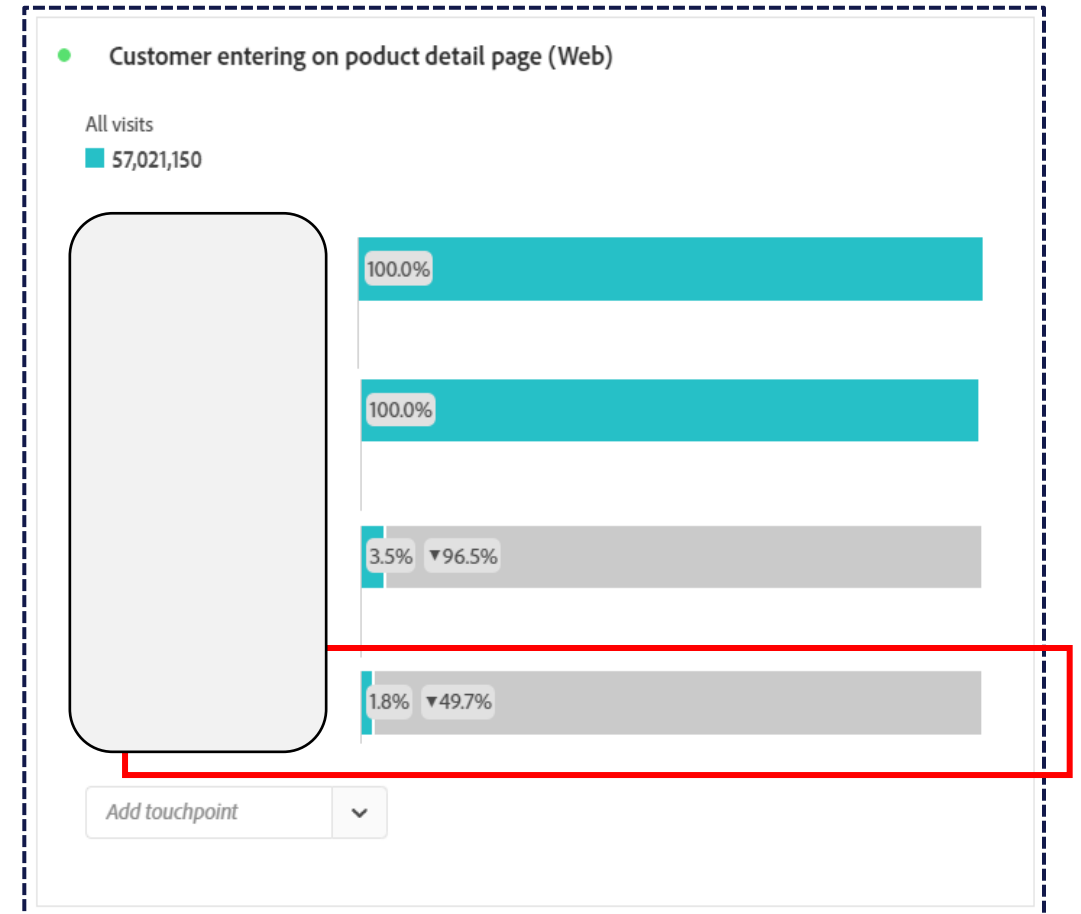 Customer entering on poduct detail page (Web)
All visits
57,021,150
100.0%
100.0%
3.5% ▼96.5%
1.8% ▼49.7%
Add touchpoint